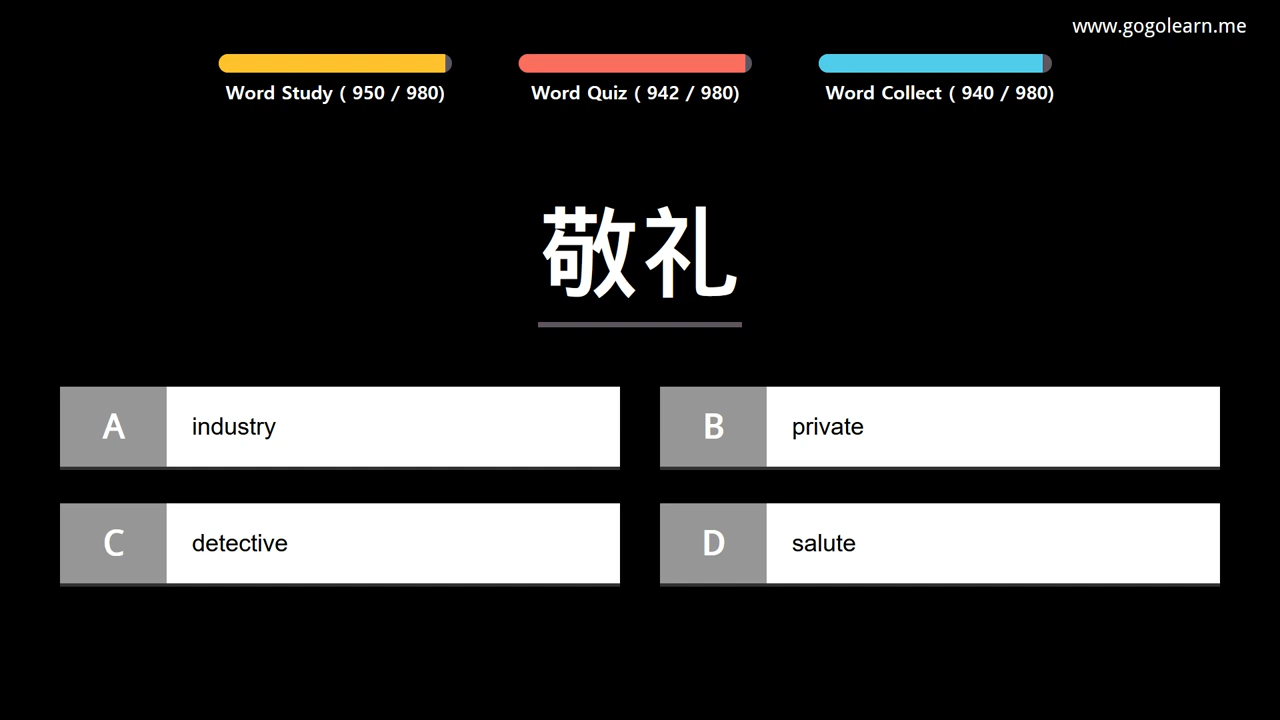 www.gogolearn.me
Word Study ( 950 / 980)
Word Quiz ( 942 / 980)
Word Collect ( 940 / 980)
敬礼
A industry
B private
C detective
D salute